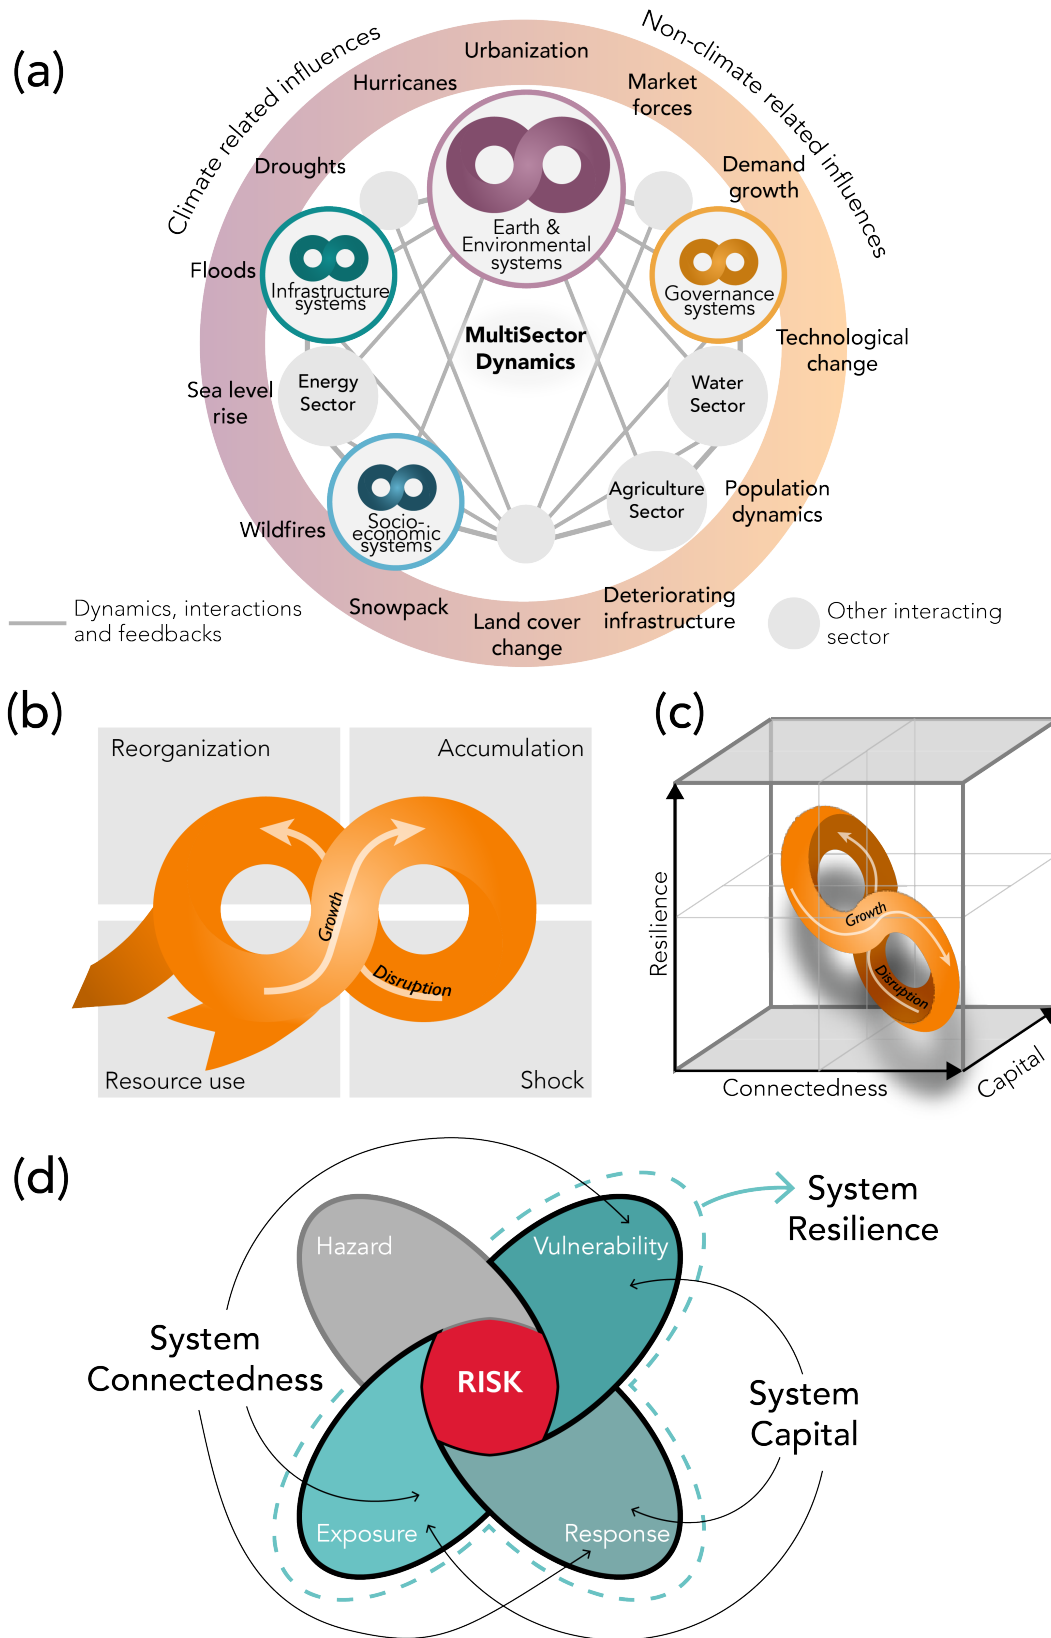 (a)
Climate related influences
Non-climate related influences
Urbanization
Hurricanes
Market
forces
Droughts
Demand
growth
Earth &
Environmental
systems
Floods
Infrastructure
systems
Governance
systems
MultiSector
Dynamics
Technological
change
Sea level
rise
Energy
Sector
Water
Sector
Agriculture
Sector
Population
dynamics
Wildfires
Socio-
economic
systems
Snowpack
Land cover
change
Deteriorating
infrastructure
Dynamics, interactions
and feedbacks
Other interacting
sector
(b)
Reorganization
Accumulation
Growth
Disruption
Resource use
Shock
(c)
Resilience
Growth
Disruption
Connectedness
Capital
(d)
System
Resilience
Hazard
Vulnerability
System
Connectedness
RISK
System
Capital
Exposure
Response